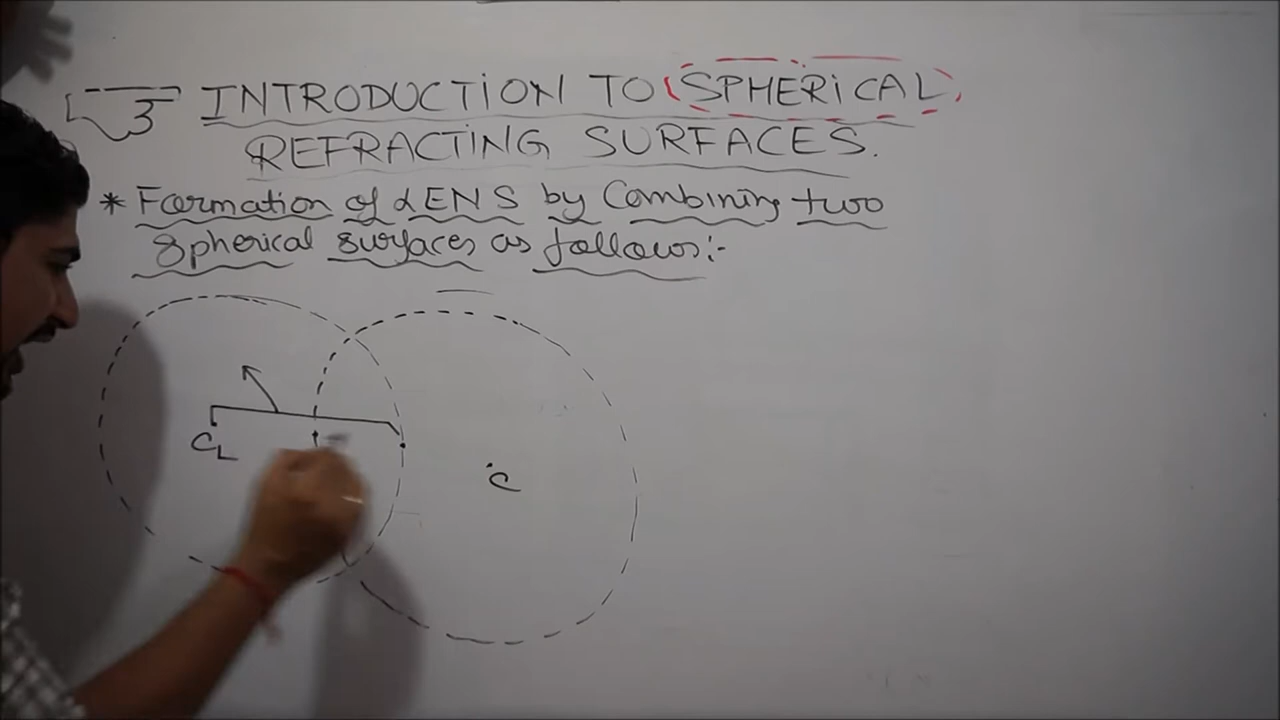 3 INTRODUCTION TO (SPHERICAL)
REFRACTING SURFACES.
* Formation of LENS by Combining two
spherical surfaces as follows:-
CL
C